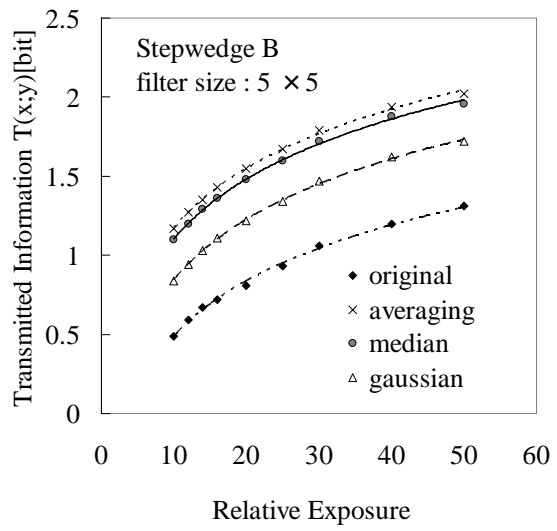 Transmitted Information T(x;y)[bit]
2.5
2
1.5
1
0.5
0
Stepwedge B
filter size : 5 × 5
original
averaging
median
gaussian
0 10 20 30 40 50 60
Relative Exposure